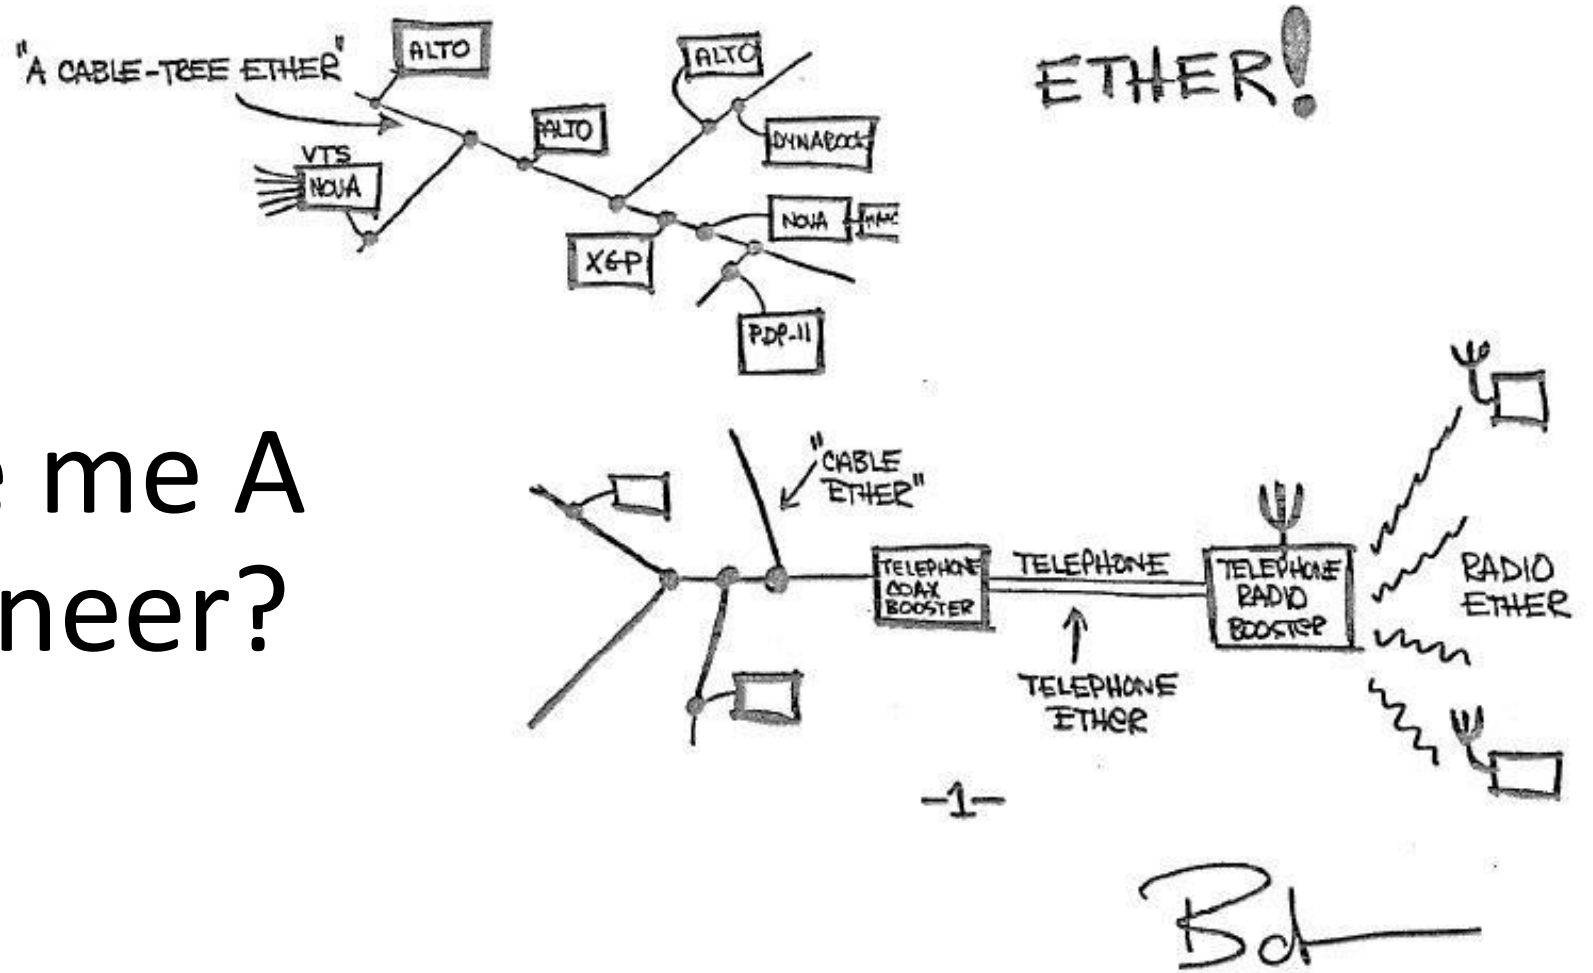 "A CABLE-TREE ETHER"
ALTO
ALTO
ETHER!
ALTO
DYNABOOK
VTS
NOVA
NOVA
XGP
PDP-11
me A
neer?
"CABLE
ETHER"
TELEPHONE
COAX
BOOSTER
TELEPHONE
TELEPHONE
RADIO
BOOSTER
RADIO
ETHER
TELEPHONE
ETHER
-1-